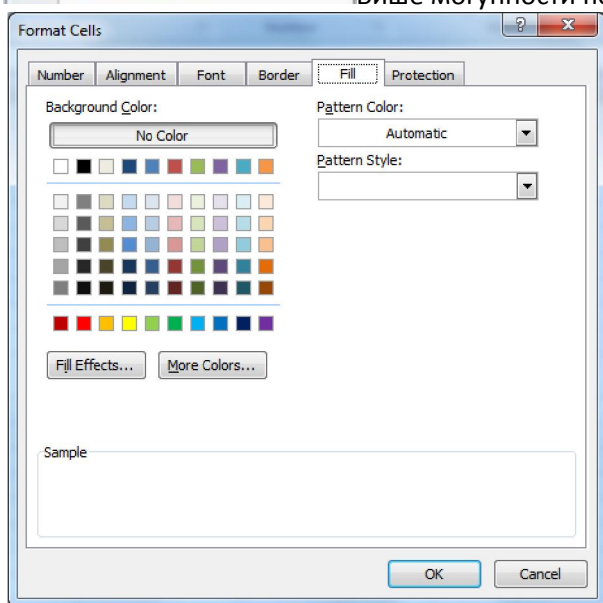 Више могућности по
Format Cells
Number Alignment Font Border Fill Protection
Background Color: Pattern Color:
No Color Automatic
Pattern Style:
Fill Effects... More Colors...
Sample
OK Cancel